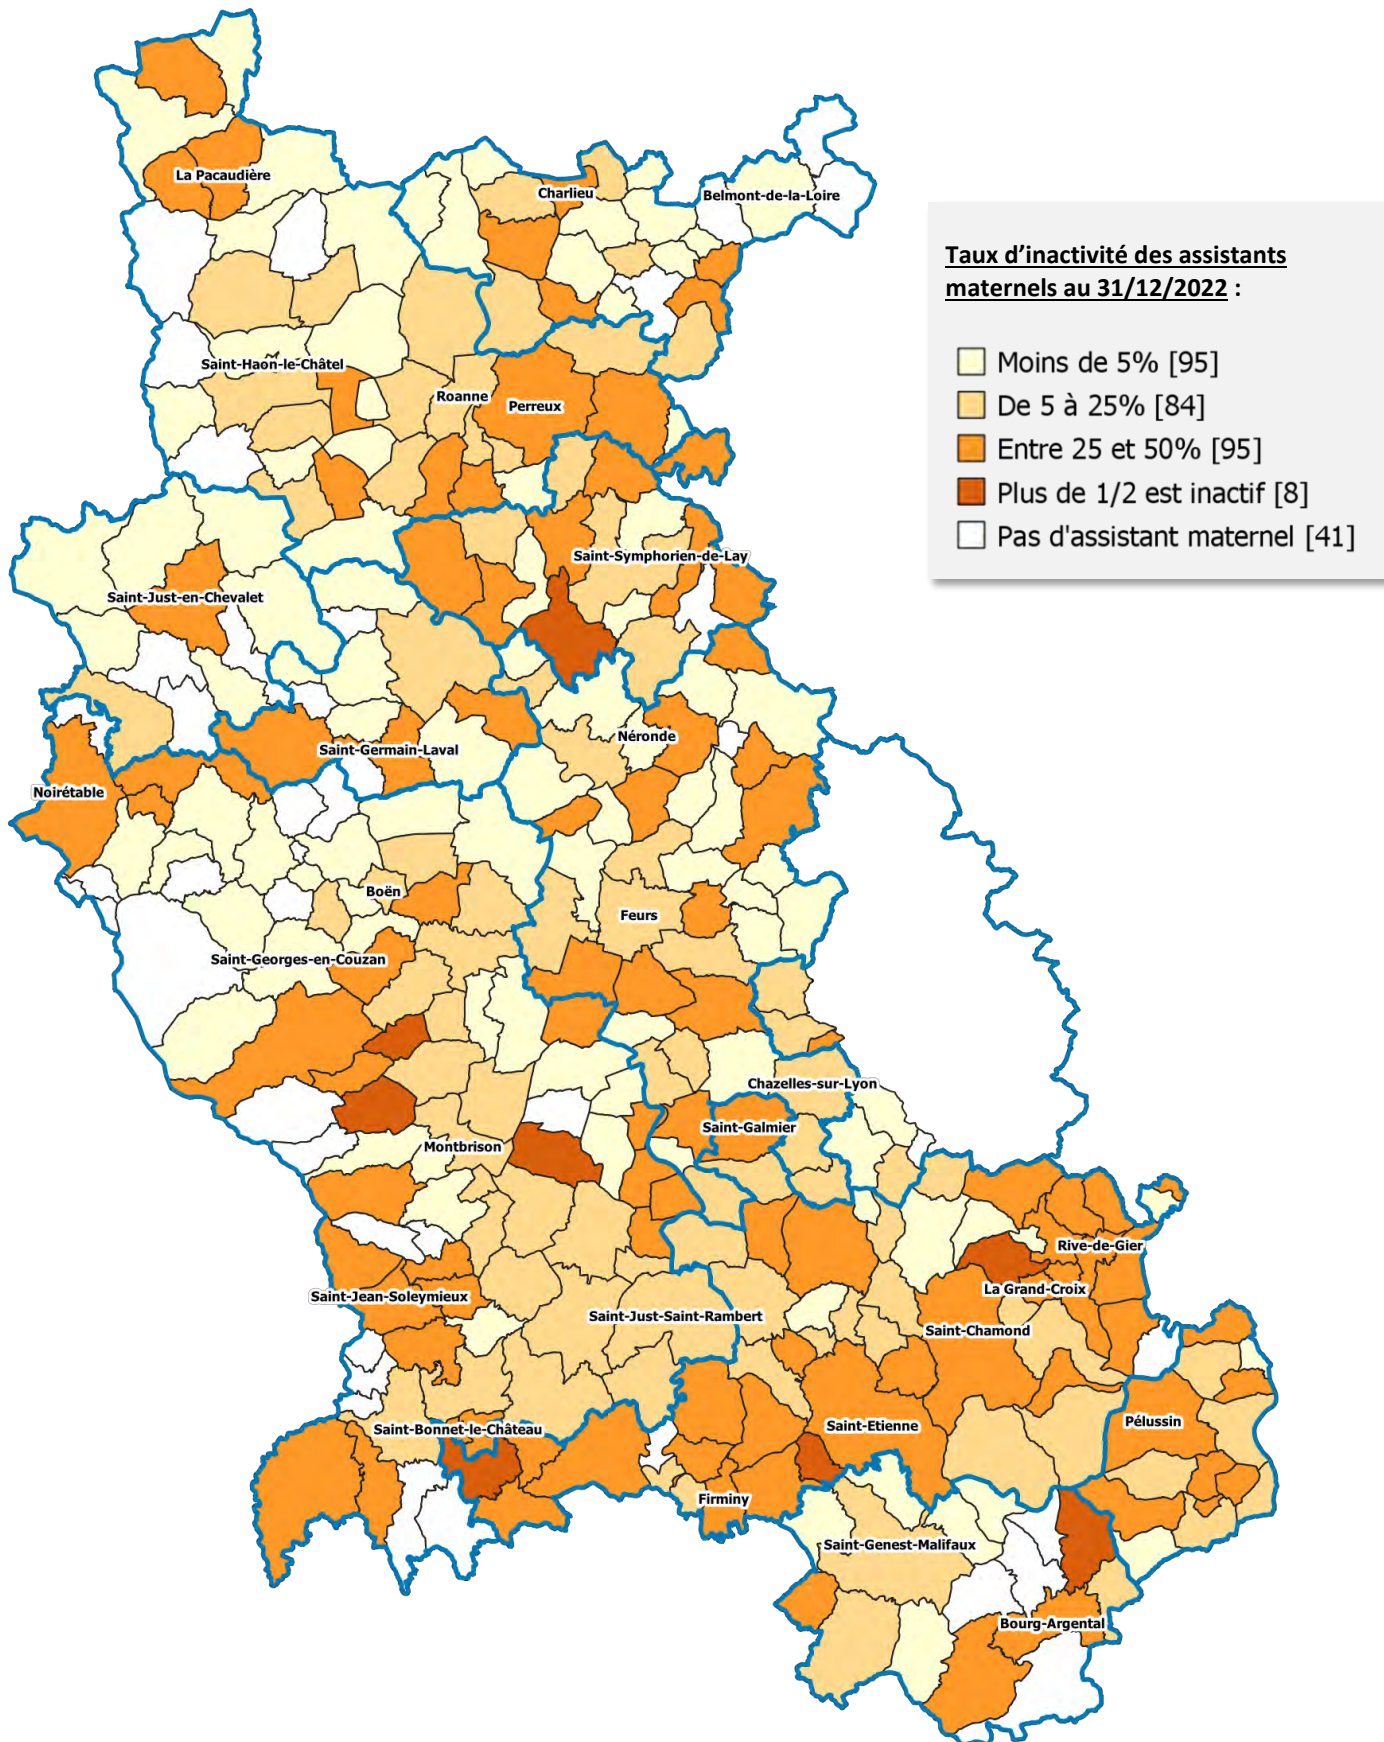 La Pacaudière
Charlieu
Belmont-de-la-Loire
Taux d’inactivité des assistants
maternels au 31/12/2022 :
Moins de 5% [95]
De 5 à 25% [84]
Entre 25 et 50% [95]
Plus de 1/2 est inactif [8]
Pas d'assistant maternel [41]
Saint-Haon-le-Châtel
Roanne
Perreux
Saint-Symphorien-de-Lay
Saint-Just-en-Chevalet
Néronde
Saint-Germain-Laval
Noirétable
Boën
Feurs
Saint-Georges-en-Couzan
Chazelles-sur-Lyon
Saint-Galmier
Montbrison
Rive-de-Gier
La Grand-Croix
Saint-Jean-Soleymieux
Saint-Just-Saint-Rambert
Saint-Chamond
Pélussin
Saint-Etienne
Saint-Bonnet-le-Château
Firminy
Saint-Genest-Malifaux
Bourg-Argental